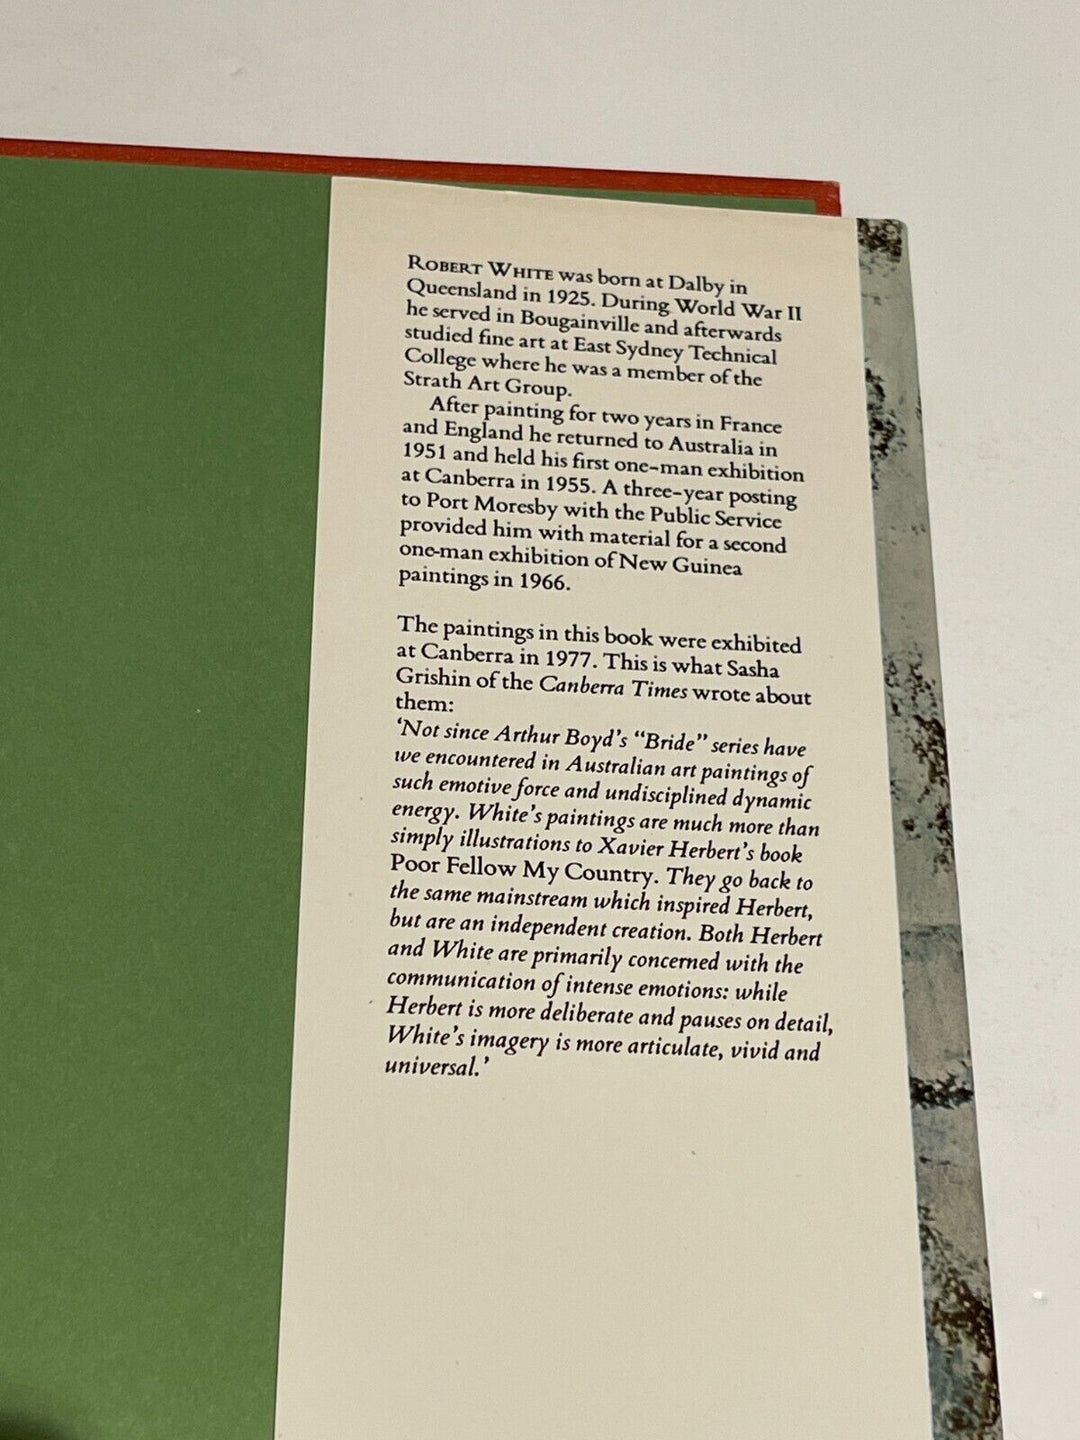 ROBERT WHITE was born at Dalby in
Queensland in 1925. During World War II
he served in Bougainville and afterwards
studied fine art at East Sydney Technical
College where he was a member of the
Strath Art Group.
After painting for two years in France
and England he returned to Australia in
1951 and held his first one-man exhibition
at Canberra in 1955. A three-year posting
to Port Moresby with the Public Service
provided him with material for a second
one-man exhibition of New Guinea
paintings in 1966.
The paintings in this book were exhibited
at Canberra in 1977. This is what Sasha
Grishin of the Canberra Times wrote about
them:
‘Not since Arthur Boyd’s “Bride” series have
we encountered in Australian art paintings of
such emotive force and undisciplined dynamic
energy. White’s paintings are much more than
simply illustrations to Xavier Herbert’s book
Poor Fellow My Country. They go back to
the same mainstream which inspired Herbert,
but are an independent creation. Both Herbert
and White are primarily concerned with the
communication of intense emotions: while
Herbert is more deliberate and pauses on detail,
White’s imagery is more articulate, vivid and
universal.’